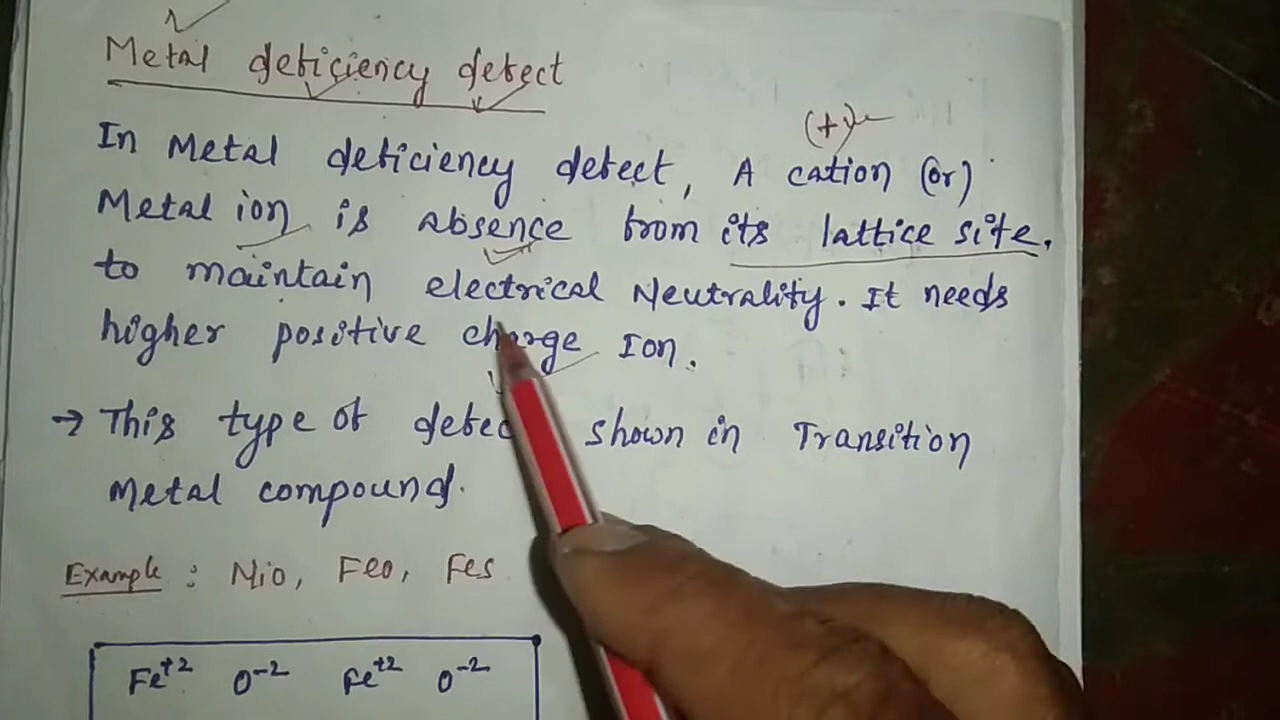 Metal deficiency defect
(+)ve
In Metal deficiency defect, A cation (or)
Metal ion is absence from its lattice site.
to maintain electrical Neutrality. It needs
higher positive charge Ion.
→ This type of defect shown in Transition
Metal compound.
Example : NiO, FeO, FeS
Fe+2 O-2 Fe+2 O-2